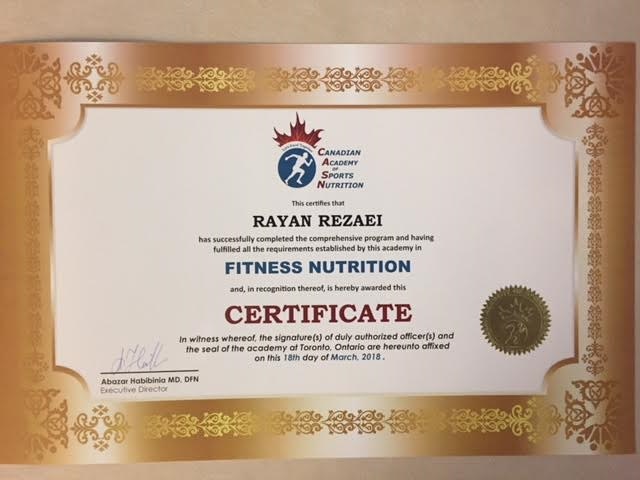 CANADIAN
ACADEMY
OF
SPORTS
NUTRITION
This certifies that
RAYAN REZAEI
has successfully completed the comprehensive program and having
fulfilled all the requirements established by this academy in
FITNESS NUTRITION
and, in recognition thereof, is hereby awarded this
CERTIFICATE
In witness whereof, the signature(s) of duly authorized officer(s) and
the seal of the academy at Toronto, Ontario are hereunto affixed
on this 18th day of March, 2018 .
Abazar Habibinia MD, DFN
Executive Director